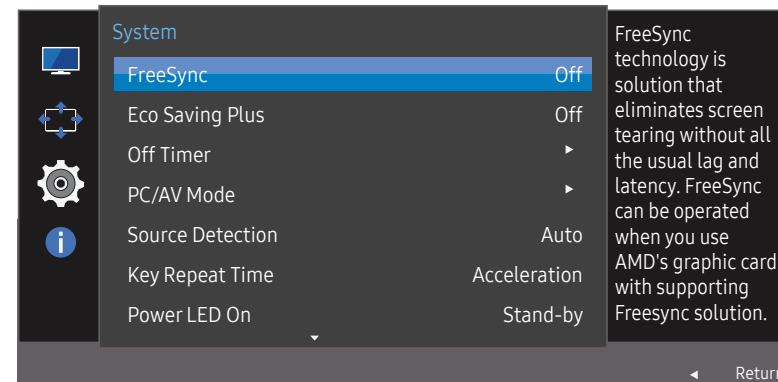 System
FreeSync Off
Eco Saving Plus Off
Off Timer
PC/AV Mode
Source Detection Auto
Key Repeat Time Acceleration
Power LED On Stand-by
FreeSync
technology is
solution that
eliminates screen
tearing without all
the usual lag and
latency. FreeSync
can be operated
when you use
AMD's graphic card
with supporting
Freesync solution.
Return